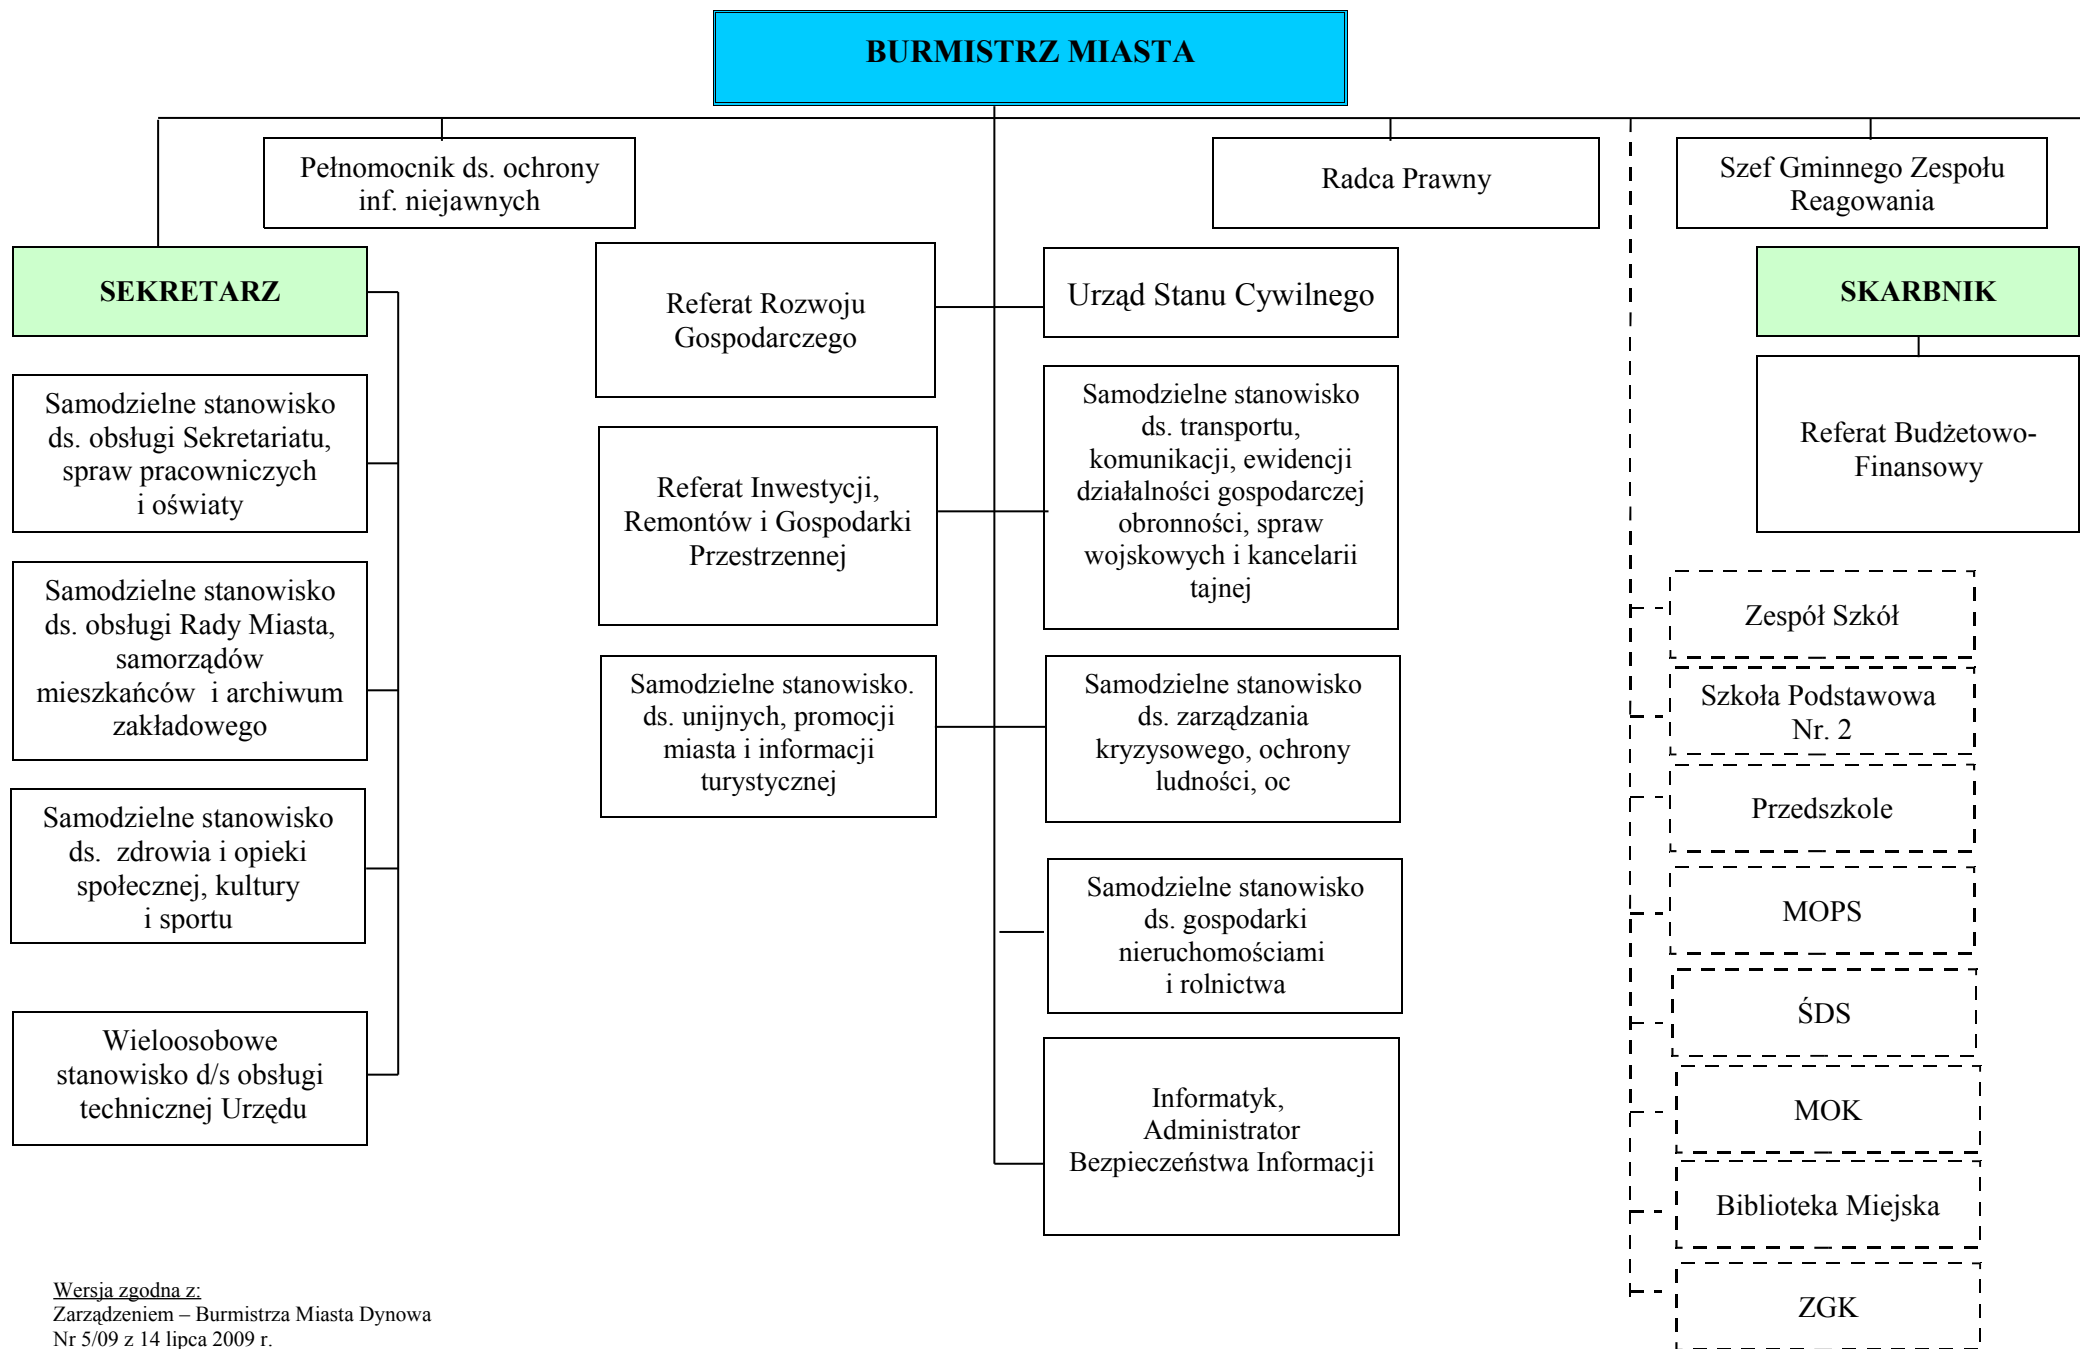 BURMISTRZ MIASTA
Pełnomocnik ds. ochrony
inf. niejawnych
Radca Prawny
Szef Gminnego Zespołu
Reagowania
SEKRETARZ
Referat Rozwoju
Gospodarczego
Urząd Stanu Cywilnego
SKARBNIK
Samodzielne stanowisko
ds. obsługi Sekretariatu,
spraw pracowniczych
i oświaty
Referat Inwestycji,
Remontów i Gospodarki
Przestrzennej
Samodzielne stanowisko
ds. transportu,
komunikacji, ewidencji
działalności gospodarczej
obronności, spraw
wojskowych i kancelarii
tajnej
Referat Budżetowo-
Finansowy
Samodzielne stanowisko
ds. obsługi Rady Miasta,
samorządów
mieszkańców  i archiwum
zakładowego
Samodzielne stanowisko.
ds. unijnych, promocji
miasta i informacji
turystycznej
Samodzielne stanowisko
ds. zarządzania
kryzysowego, ochrony
ludności, oc
Zespół Szkół
Szkoła Podstawowa
Nr. 2
Przedszkole
Samodzielne stanowisko
ds.  zdrowia i opieki
społecznej, kultury
i sportu
Samodzielne stanowisko
ds. gospodarki
nieruchomościami
i rolnictwa
MOPS
ŚDS
Wieloosobowe
stanowisko d/s obsługi
technicznej Urzędu
Informatyk,
Administrator
Bezpieczeństwa Informacji
MOK
Biblioteka Miejska
ZGK
Wersja zgodna z:
Zarządzeniem – Burmistrza Miasta Dynowa
Nr 5/09 z 14 lipca 2009 r.